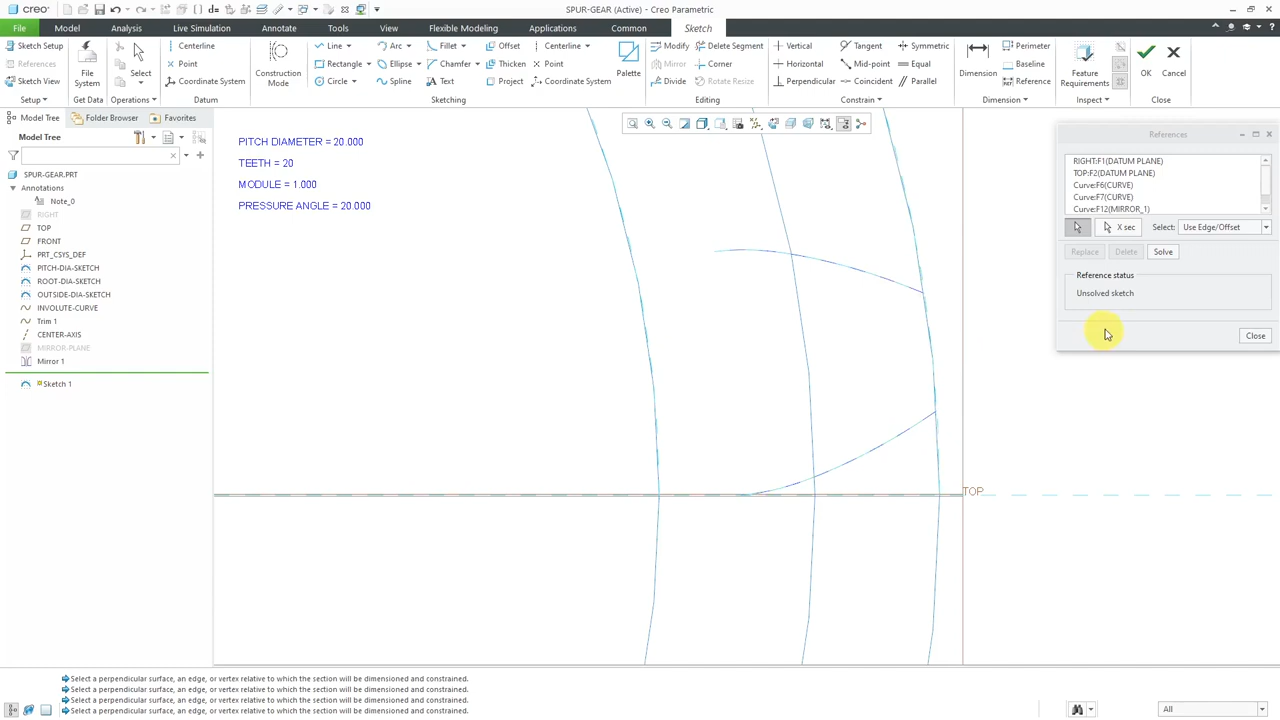 creo
SPUR-GEAR (Active) - Creo Parametric
File
Model
Analysis
Live Simulation
Annotate
Tools
View
Flexible Modeling
Applications
Common
Sketch
Sketch Setup
References
Sketch View
Setup
File System
Get Data
Select
Operations
Centerline
Point
Coordinate System
Datum
Construction Mode
Line
Arc
Fillet
Offset
Centerline
Rectangle
Ellipse
Chamfer
Thicken
Point
Circle
Spline
Text
Project
Coordinate System
Sketching
Palette
Modify
Delete Segment
Mirror
Corner
Divide
Rotate Resize
Editing
Vertical
Tangent
Symmetric
Horizontal
Mid-point
Equal
Perpendicular
Coincident
Parallel
Constrain
Dimension
Perimeter
Baseline
Reference
Dimension
Feature Requirements
Inspect
OK
Cancel
Close
Model Tree
Folder Browser
Favorites
Model Tree
SPUR-GEAR.PRT
Annotations
Note_0
RIGHT
TOP
FRONT
PRT_CSYS_DEF
PITCH-DIA-SKETCH
ROOT-DIA-SKETCH
OUTSIDE-DIA-SKETCH
INVOLUTE-CURVE
Trim 1
CENTER-AXIS
MIRROR-PLANE
Mirror 1
Sketch 1
PITCH DIAMETER = 20.000
TEETH = 20
MODULE = 1.000
PRESSURE ANGLE = 20.000
TOP
References
RIGHT:F1(DATUM PLANE)
TOP:F2(DATUM PLANE)
Curve:F6(CURVE)
Curve:F7(CURVE)
Curve:F12(MIRROR_1)
X sec
Select:
Use Edge/Offset
Replace
Delete
Solve
Reference status
Unsolved sketch
Close
Select a perpendicular surface, an edge, or vertex relative to which the section will be dimensioned and constrained.
Select a perpendicular surface, an edge, or vertex relative to which the section will be dimensioned and constrained.
Select a perpendicular surface, an edge, or vertex relative to which the section will be dimensioned and constrained.
Select a perpendicular surface, an edge, or vertex relative to which the section will be dimensioned and constrained.
All